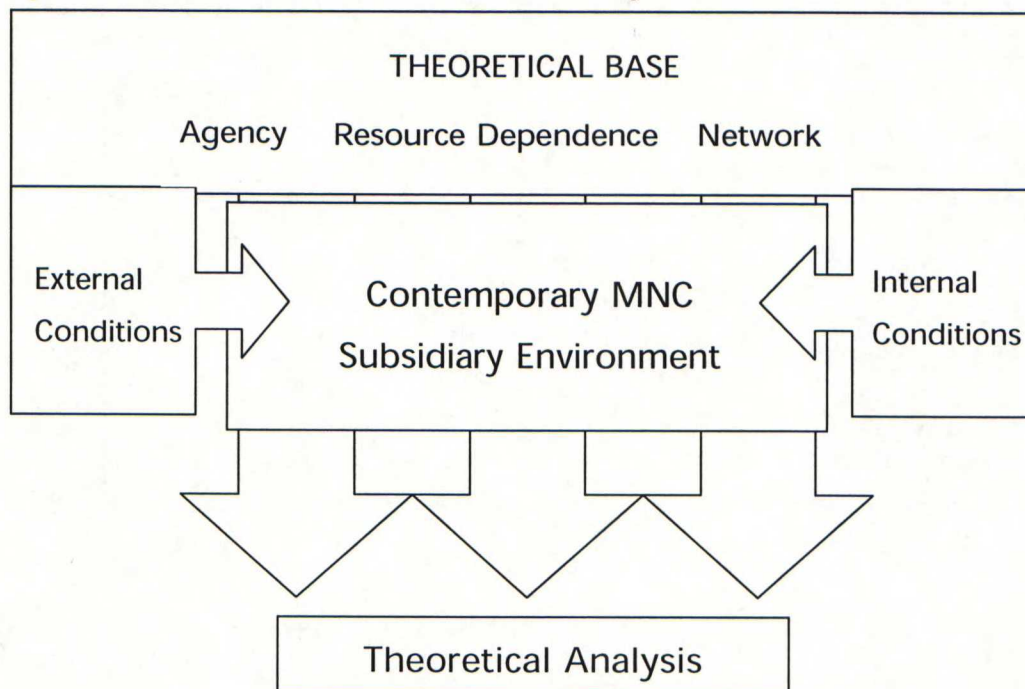 THEORETICAL BASE
Agency Resource Dependence Network
External
Conditions
Contemporary MNC
Subsidiary Environment
Internal
Conditions
Theoretical Analysis